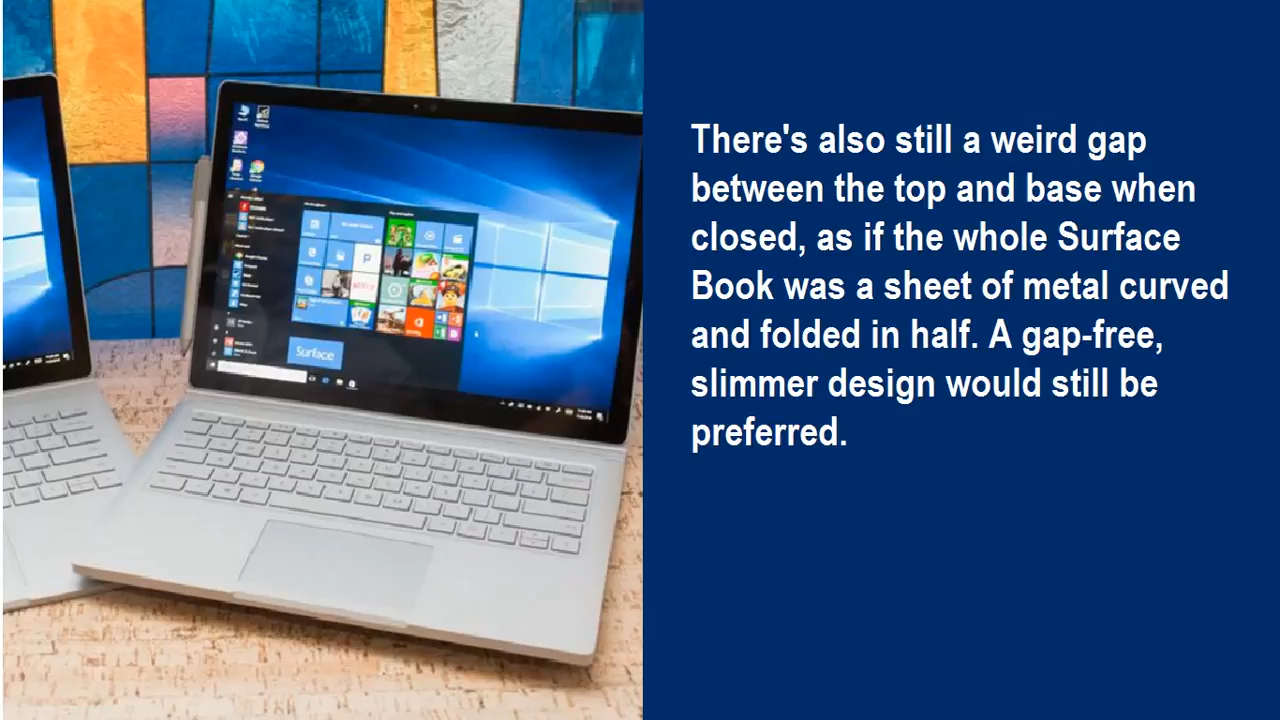 There's also still a weird gap
between the top and base when
closed, as if the whole Surface
Book was a sheet of metal curved
and folded in half. A gap-free,
slimmer design would still be
preferred.
Surface